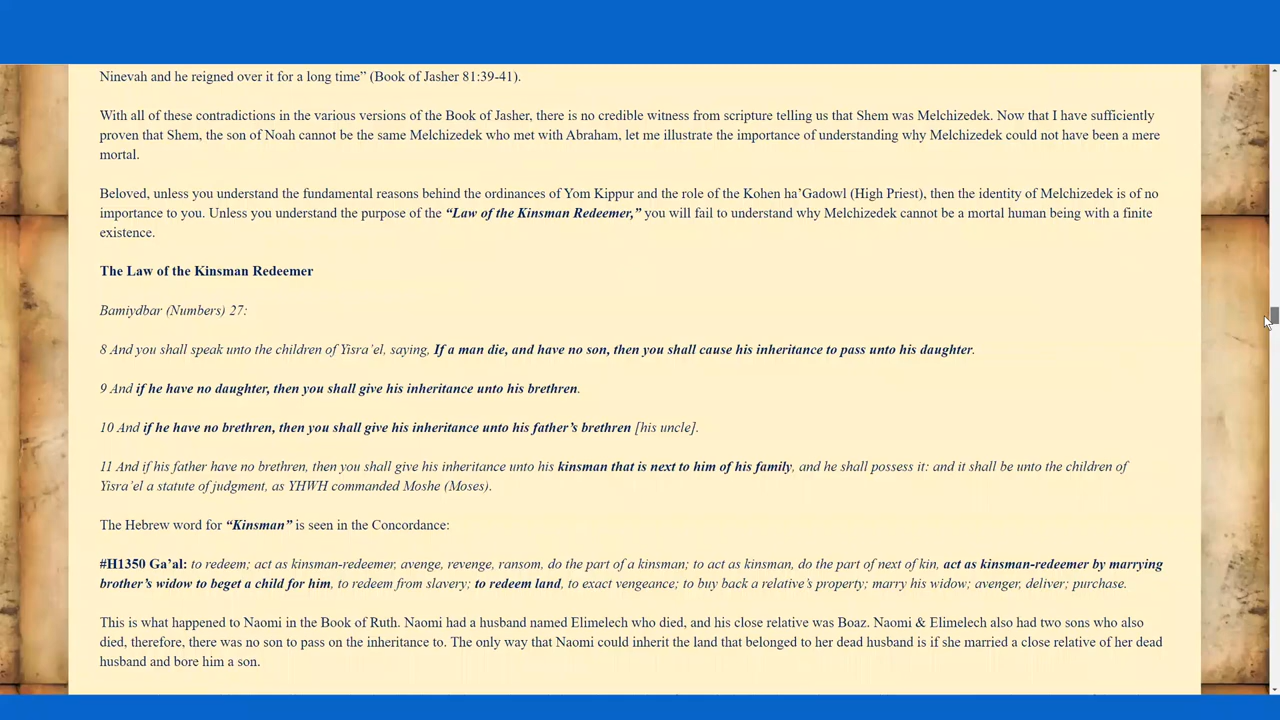 Ninevah and he reigned over it for a long time” (Book of Jasher 81:39-41).
With all of these contradictions in the various versions of the Book of Jasher, there is no credible witness from scripture telling us that Shem was Melchizedek. Now that I have sufficiently
proven that Shem, the son of Noah cannot be the same Melchizedek who met with Abraham, let me illustrate the importance of understanding why Melchizedek could not have been a mere
mortal.
Beloved, unless you understand the fundamental reasons behind the ordinances of Yom Kippur and the role of the Kohen ha’Gadowl (High Priest), then the identity of Melchizedek is of no
importance to you. Unless you understand the purpose of the “Law of the Kinsman Redeemer,” you will fail to understand why Melchizedek cannot be a mortal human being with a finite
existence.
The Law of the Kinsman Redeemer
Bamiydbar (Numbers) 27:
8 And you shall speak unto the children of Yisra’el, saying, If a man die, and have no son, then you shall cause his inheritance to pass unto his daughter.
9 And if he have no daughter, then you shall give his inheritance unto his brethren.
10 And if he have no brethren, then you shall give his inheritance unto his father’s brethren [his uncle].
11 And if his father have no brethren, then you shall give his inheritance unto his kinsman that is next to him of his family, and he shall possess it: and it shall be unto the children of
Yisra’el a statute of judgment, as YHWH commanded Moshe (Moses).
The Hebrew word for “Kinsman” is seen in the Concordance:
#H1350 Ga’al: to redeem; act as kinsman-redeemer, avenge, revenge, ransom, do the part of a kinsman; to act as kinsman, do the part of next of kin, act as kinsman-redeemer by marrying
brother’s widow to beget a child for him, to redeem from slavery; to redeem land, to exact vengeance; to buy back a relative’s property; marry his widow; avenger, deliver; purchase.
This is what happened to Naomi in the Book of Ruth. Naomi had a husband named Elimelech who died, and his close relative was Boaz. Naomi & Elimelech also had two sons who also
died, therefore, there was no son to pass on the inheritance to. The only way that Naomi could inherit the land that belonged to her dead husband is if she married a close relative of her dead
husband and bore him a son.